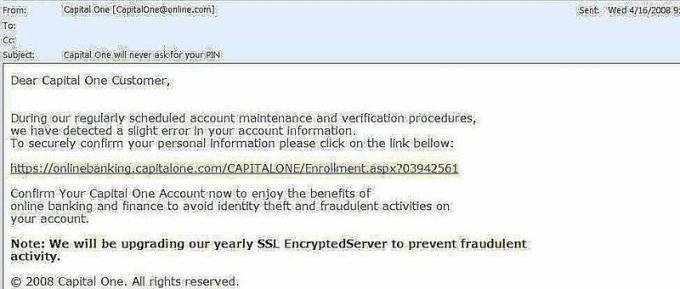 From: Capital One [CapitalOne@online.com] Sent: Wed 4/16/2008 9:
To:
Cc:
Subject: Capital One will never ask for your PIN
Dear Capital One Customer,
During our regularly scheduled account maintenance and verification procedures,
we have detected a slight error in your account information.
To securely confirm your personal information please click on the link bellow:
https://onlinebanking.capitalone.com/CAPITALONE/Enrollment.aspx?03942561
Confirm Your Capital One Account now to enjoy the benefits of
online banking and finance to avoid identity theft and fraudulent activities on
your account.
Note: We will be upgrading our yearly SSL EncryptedServer to prevent fraudulent
activity.
© 2008 Capital One. All rights reserved.